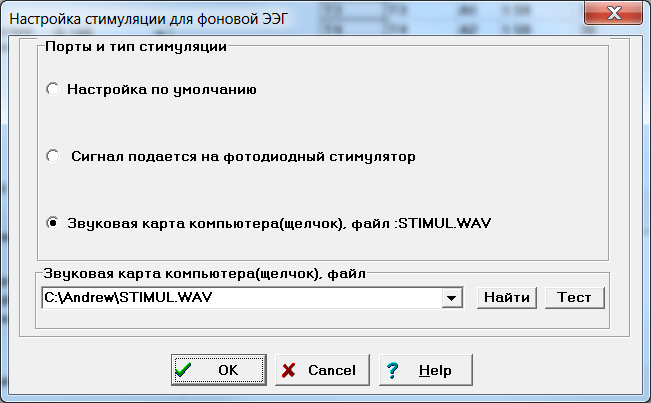 Настройка стимуляции для фоновой ЭЭГ
Порты и тип стимуляции
Настройка по умолчанию
Сигнал подается на фотодиодный стимулятор
Звуковая карта компьютера(щелчок), файл :STIMUL.WAV
Звуковая карта компьютера(щелчок), файл
C:\Andrew\STIMUL.WAV
Найти
Тест
OK
Cancel
Help